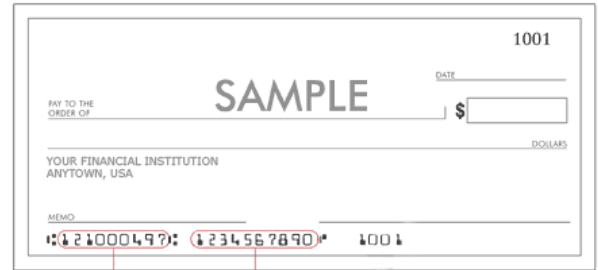 1001
DATE
SAMPLE
PAY TO THE
ORDER OF
$
DOLLARS
YOUR FINANCIAL INSTITUTION
ANYTOWN, USA
MEMO
⑆121000497⑆ 1234567890⑈ 1001